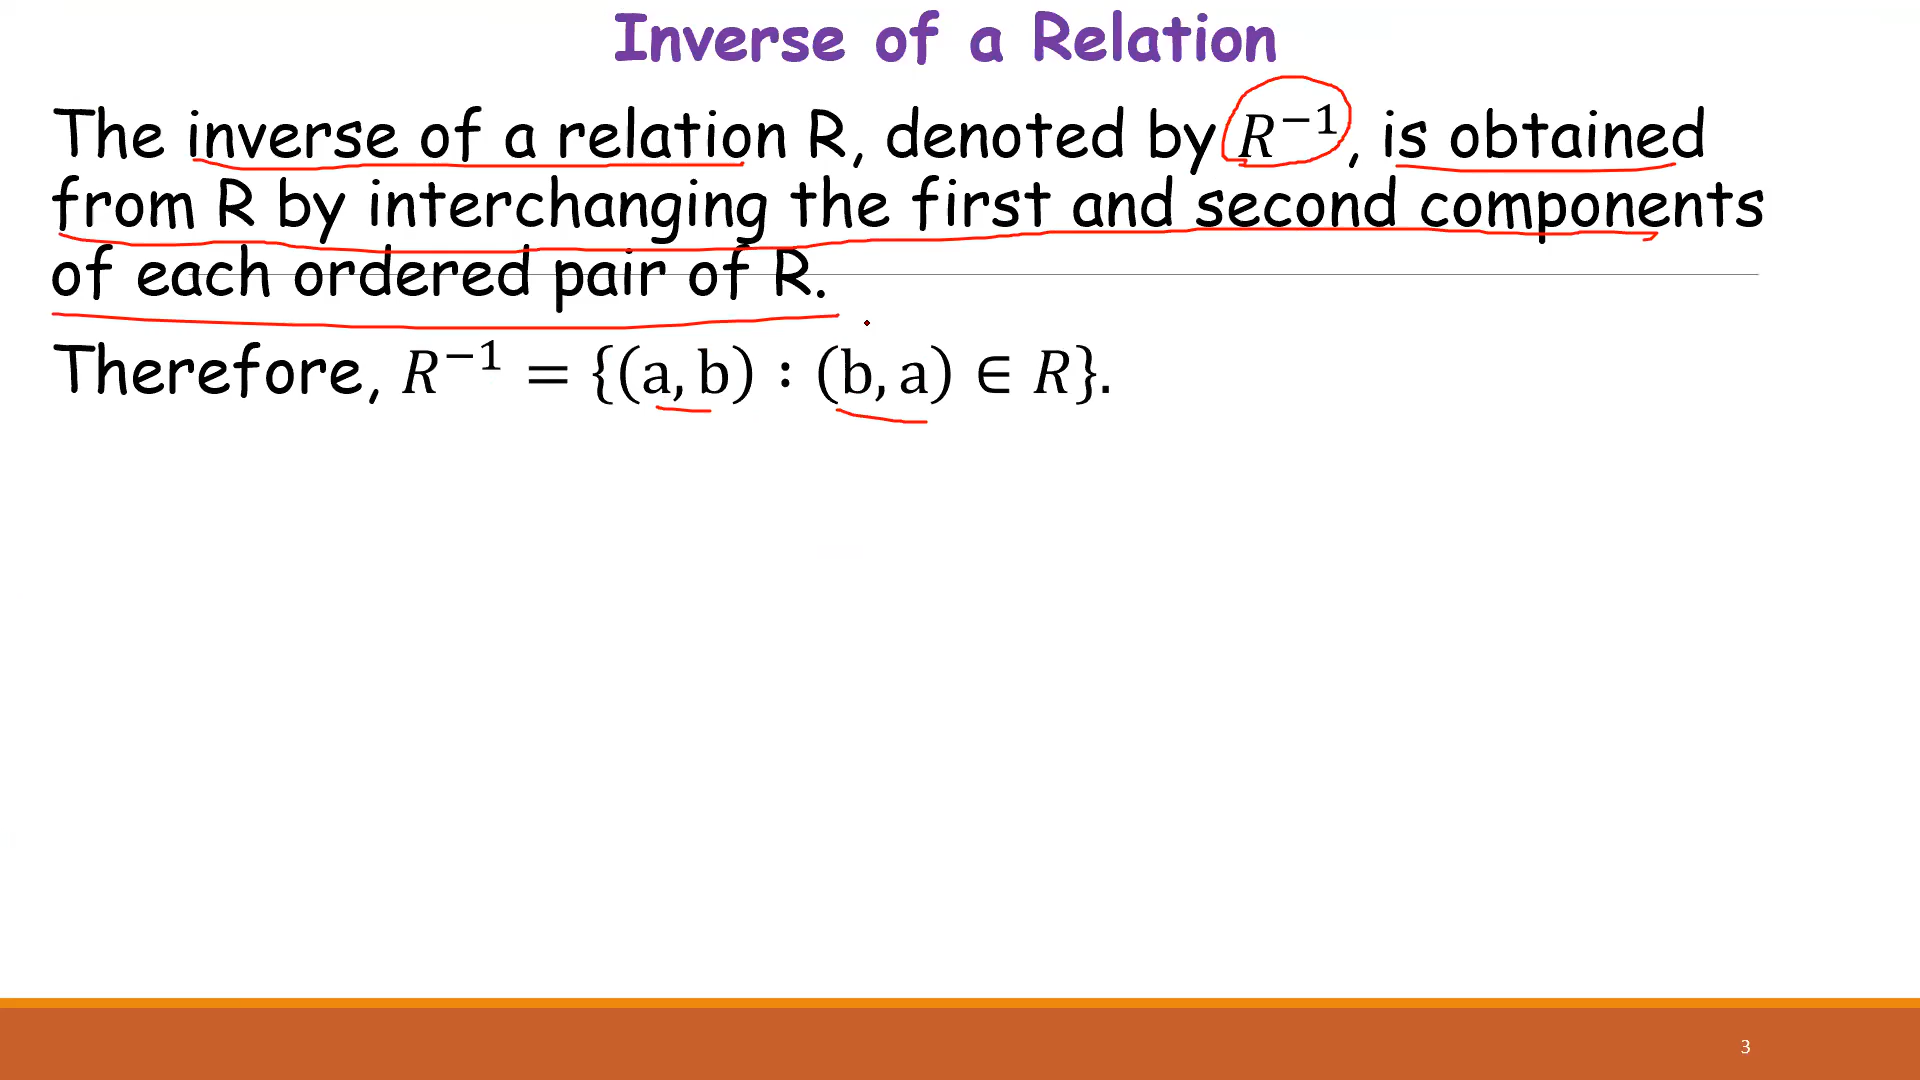 Inverse of a Relation
The inverse of a relation R, denoted by R⁻¹, is obtained
from R by interchanging the first and second components
of each ordered pair of R.
Therefore, R⁻¹ = {(a, b) : (b, a) ∈ R}.
3